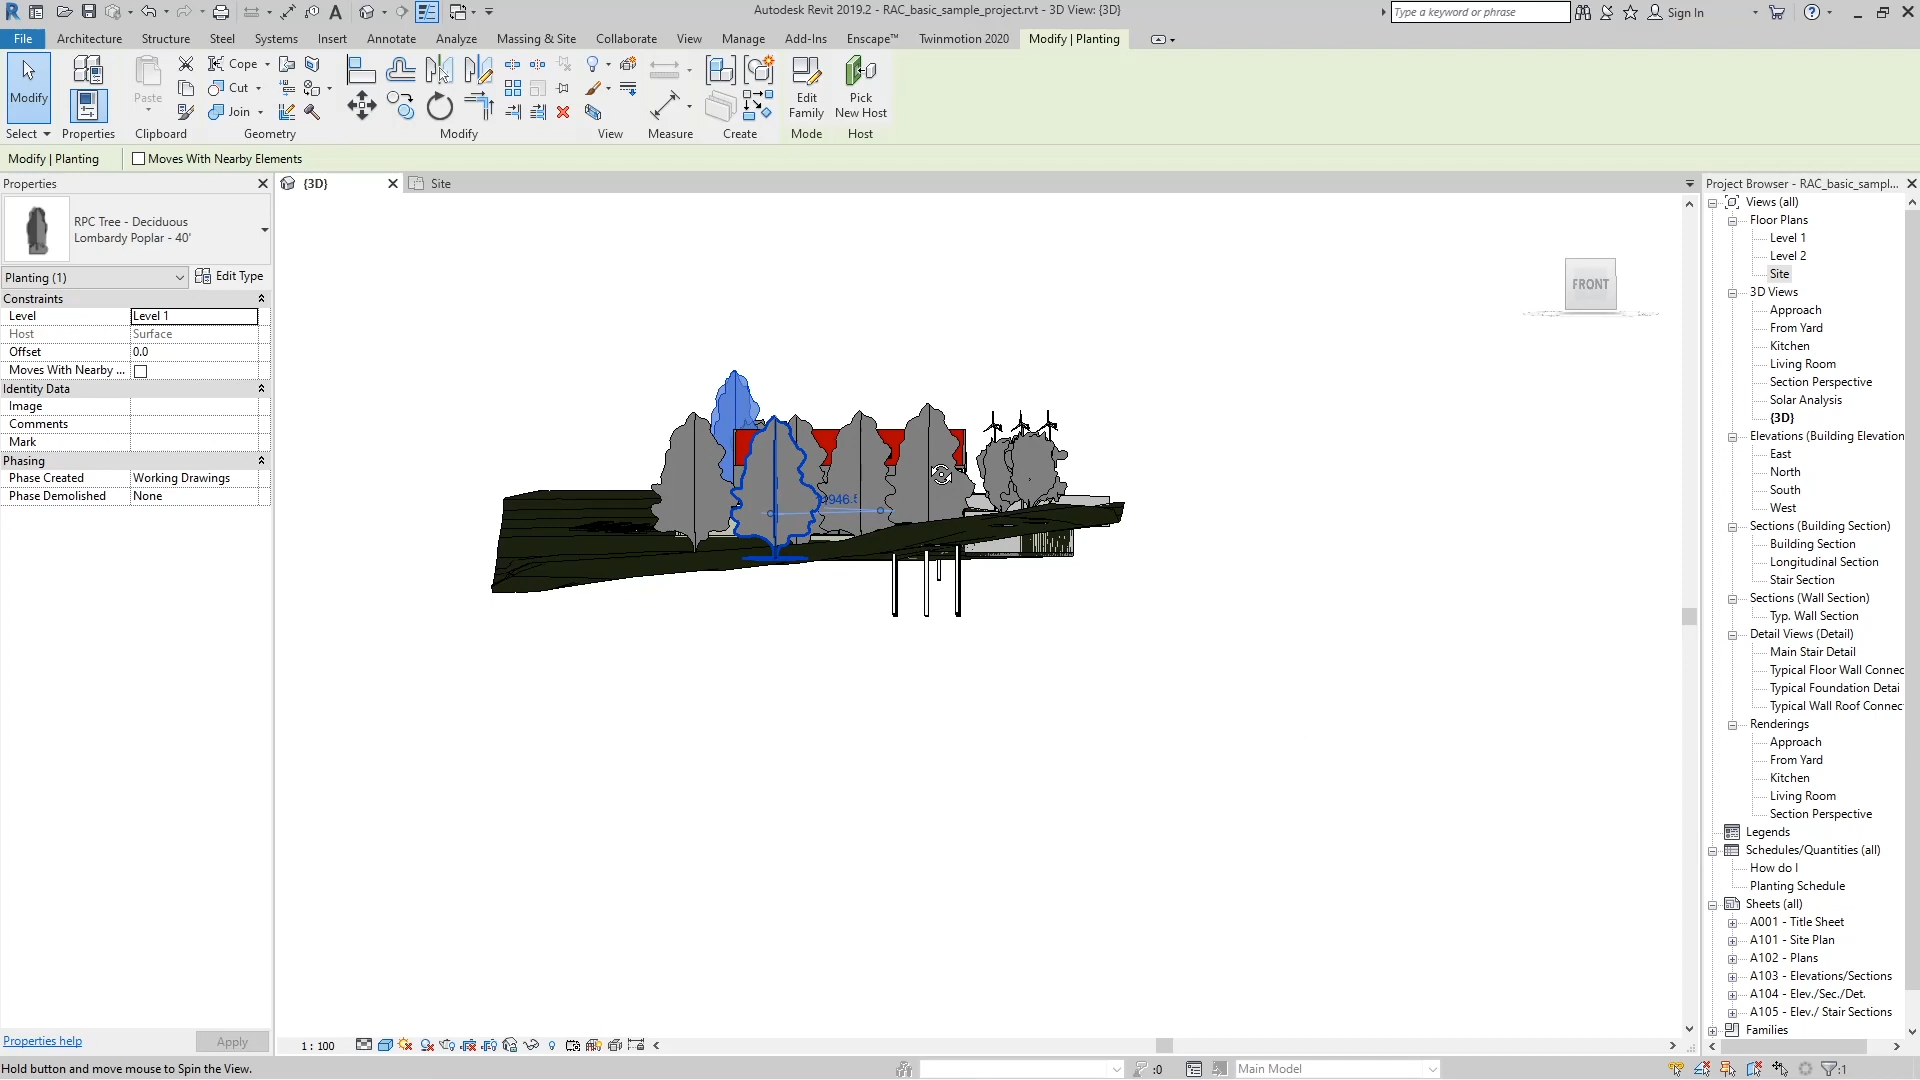 Autodesk Revit 2019.2 - RAC_basic_sample_project.rvt - 3D View: {3D}
Type a keyword or phrase
Sign In
File
Architecture
Structure
Steel
Systems
Insert
Annotate
Analyze
Massing & Site
Collaborate
View
Manage
Add-Ins
Enscape™
Twinmotion 2020
Modify | Planting
Modify
Paste
Cope
Cut
Join
Edit
Family
Pick
New Host
Select
Properties
Clipboard
Geometry
Modify
View
Measure
Create
Mode
Host
Modify | Planting
Moves With Nearby Elements
Properties
RPC Tree - Deciduous
Lombardy Poplar - 40'
Planting (1)
Edit Type
Constraints
Level
Level 1
Host
Surface
Offset
0.0
Moves With Nearby ...
Identity Data
Image
Comments
Mark
Phasing
Phase Created
Working Drawings
Phase Demolished
None
Properties help
Apply
{3D}
Site
FRONT
1 : 100
Project Browser - RAC_basic_sampl...
Views (all)
Floor Plans
Level 1
Level 2
Site
3D Views
Approach
From Yard
Kitchen
Living Room
Section Perspective
Solar Analysis
{3D}
Elevations (Building Elevation
East
North
South
West
Sections (Building Section)
Building Section
Longitudinal Section
Stair Section
Sections (Wall Section)
Typ. Wall Section
Detail Views (Detail)
Main Stair Detail
Typical Floor Wall Connec
Typical Foundation Detai
Typical Wall Roof Connec
Renderings
Approach
From Yard
Kitchen
Living Room
Section Perspective
Legends
Schedules/Quantities (all)
How do I
Planting Schedule
Sheets (all)
A001 - Title Sheet
A101 - Site Plan
A102 - Plans
A103 - Elevations/Sections
A104 - Elev./Sec./Det.
A105 - Elev./ Stair Sections
Families
Hold button and move mouse to Spin the View.
:0
Main Model
:1